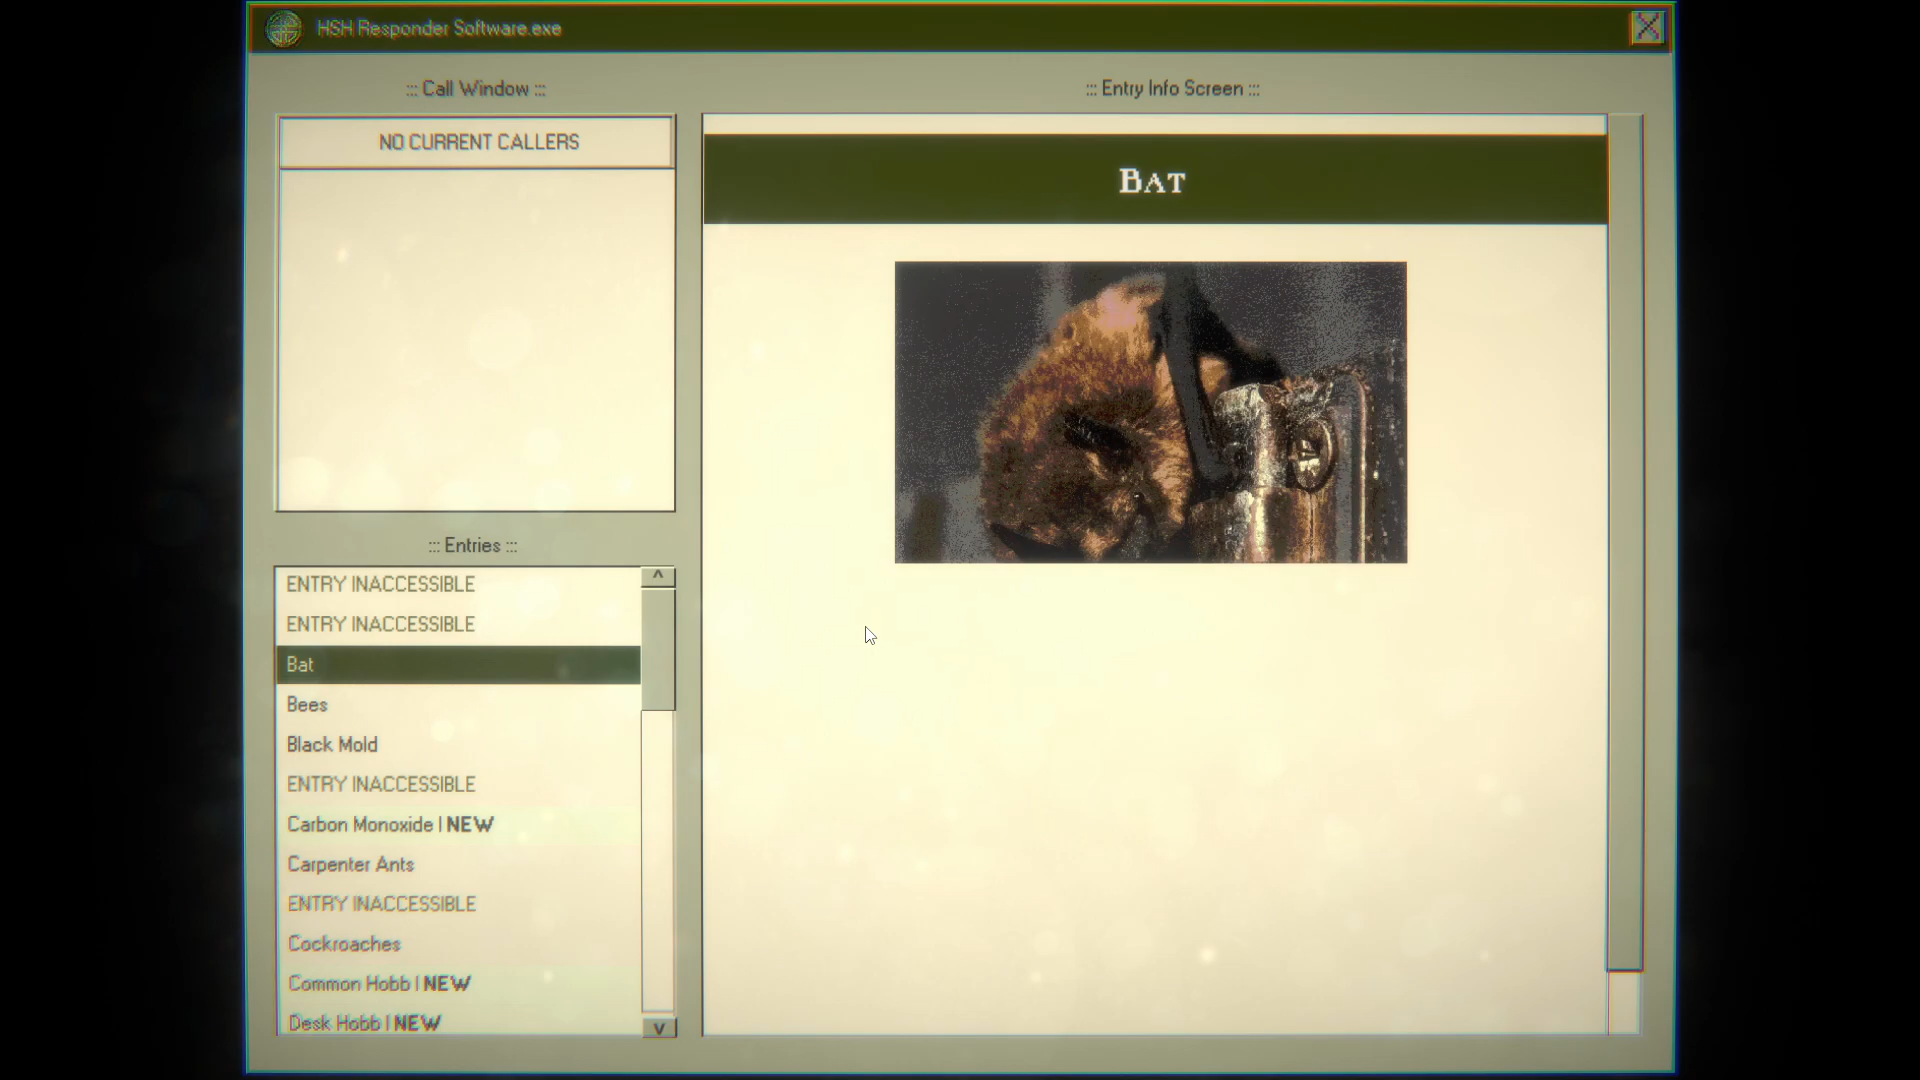 HSH Responder Software.exe
::: Call Window :::
NO CURRENT CALLERS
::: Entries :::
ENTRY INACCESSIBLE
ENTRY INACCESSIBLE
Bat
Bees
Black Mold
ENTRY INACCESSIBLE
Carbon Monoxide | NEW
Carpenter Ants
ENTRY INACCESSIBLE
Cockroaches
Common Hobb | NEW
Desk Hobb | NEW
::: Entry Info Screen :::
Bat